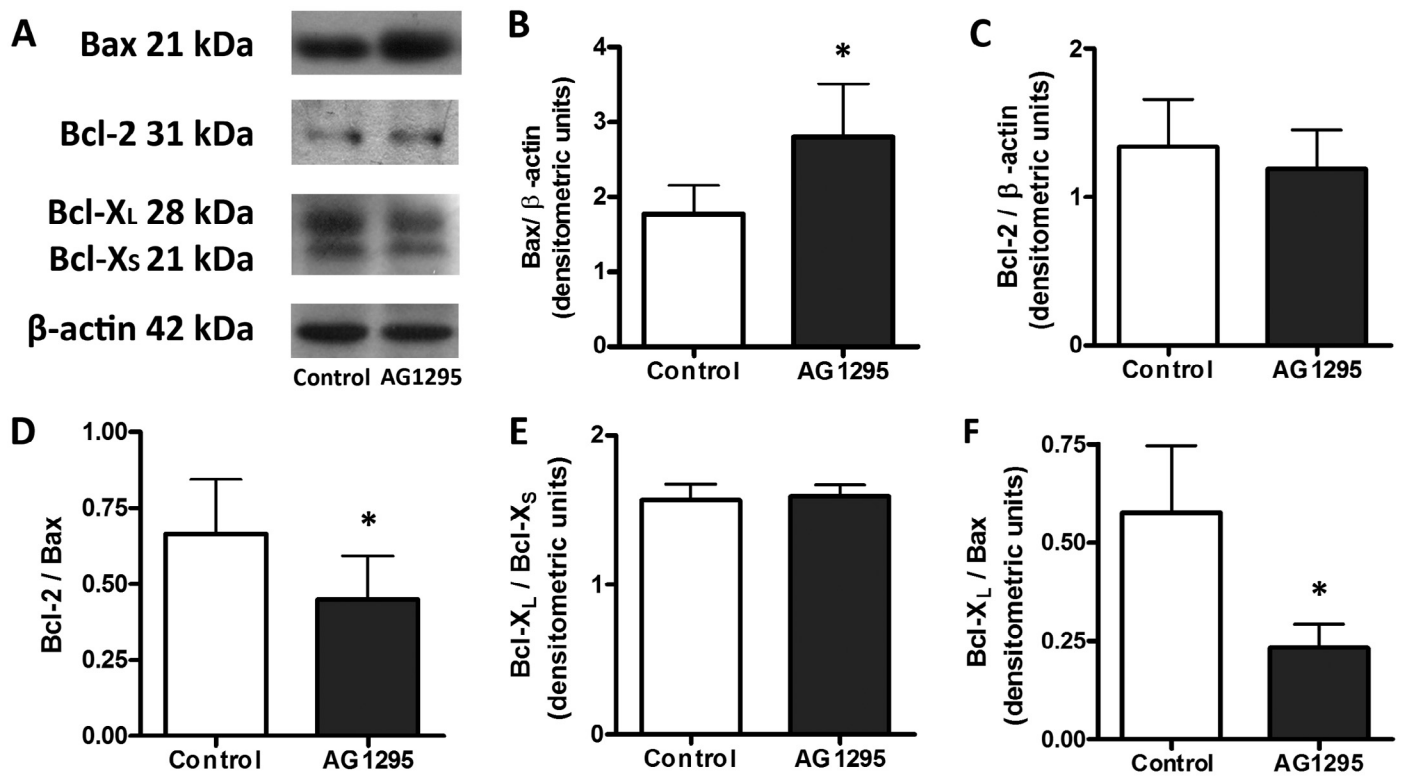 A
Bax 21 kDa
Bcl-2 31 kDa
Bcl-XL 28 kDa
Bcl-XS 21 kDa
β-actin 42 kDa
Control AG1295
B
Bax/ β -actin
(densitometric units)
4
3
2
1
0
*
Control AG1295
C
Bcl-2 / β -actin
(densitometric units)
2
1
0
Control AG1295
D
Bcl-2 / Bax
1.00
0.75
0.50
0.25
0.00
*
Control AG1295
E
Bcl-XL / Bcl-XS
(densitometric units)
2
1
0
Control AG1295
F
Bcl-XL / Bax
(densitometric units)
0.75
0.50
0.25
0.00
*
Control AG1295